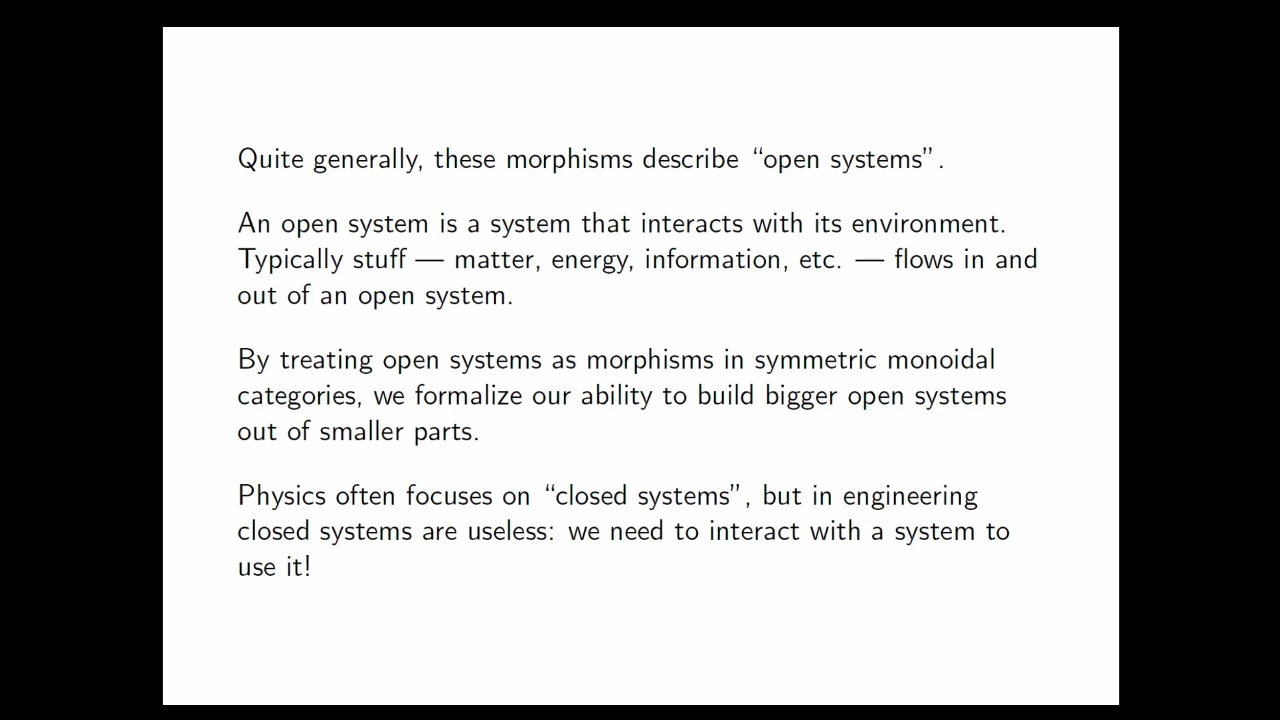 Quite generally, these morphisms describe “open systems”.
An open system is a system that interacts with its environment.
Typically stuff — matter, energy, information, etc. — flows in and
out of an open system.
By treating open systems as morphisms in symmetric monoidal
categories, we formalize our ability to build bigger open systems
out of smaller parts.
Physics often focuses on “closed systems”, but in engineering
closed systems are useless: we need to interact with a system to
use it!